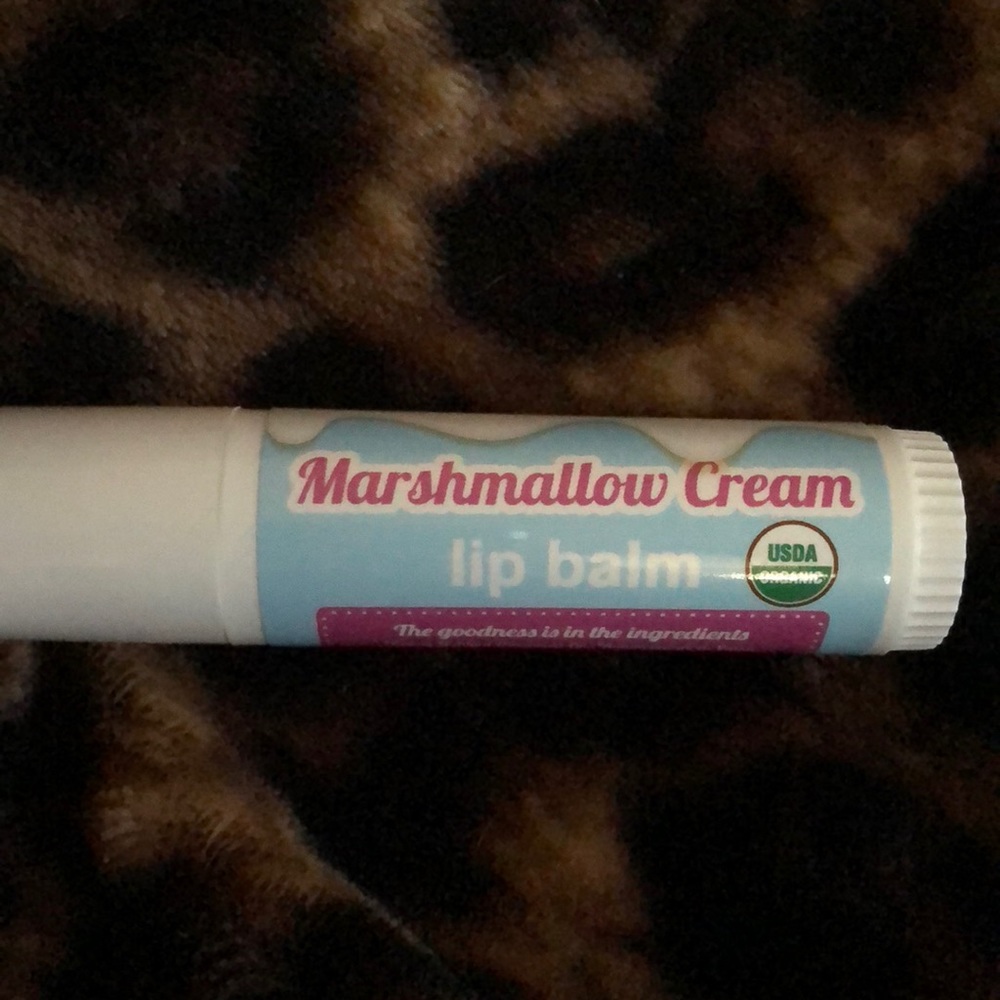 Marshmallow Cream
lip balm
USDA
ORGANIC
The goodness is in the ingredients